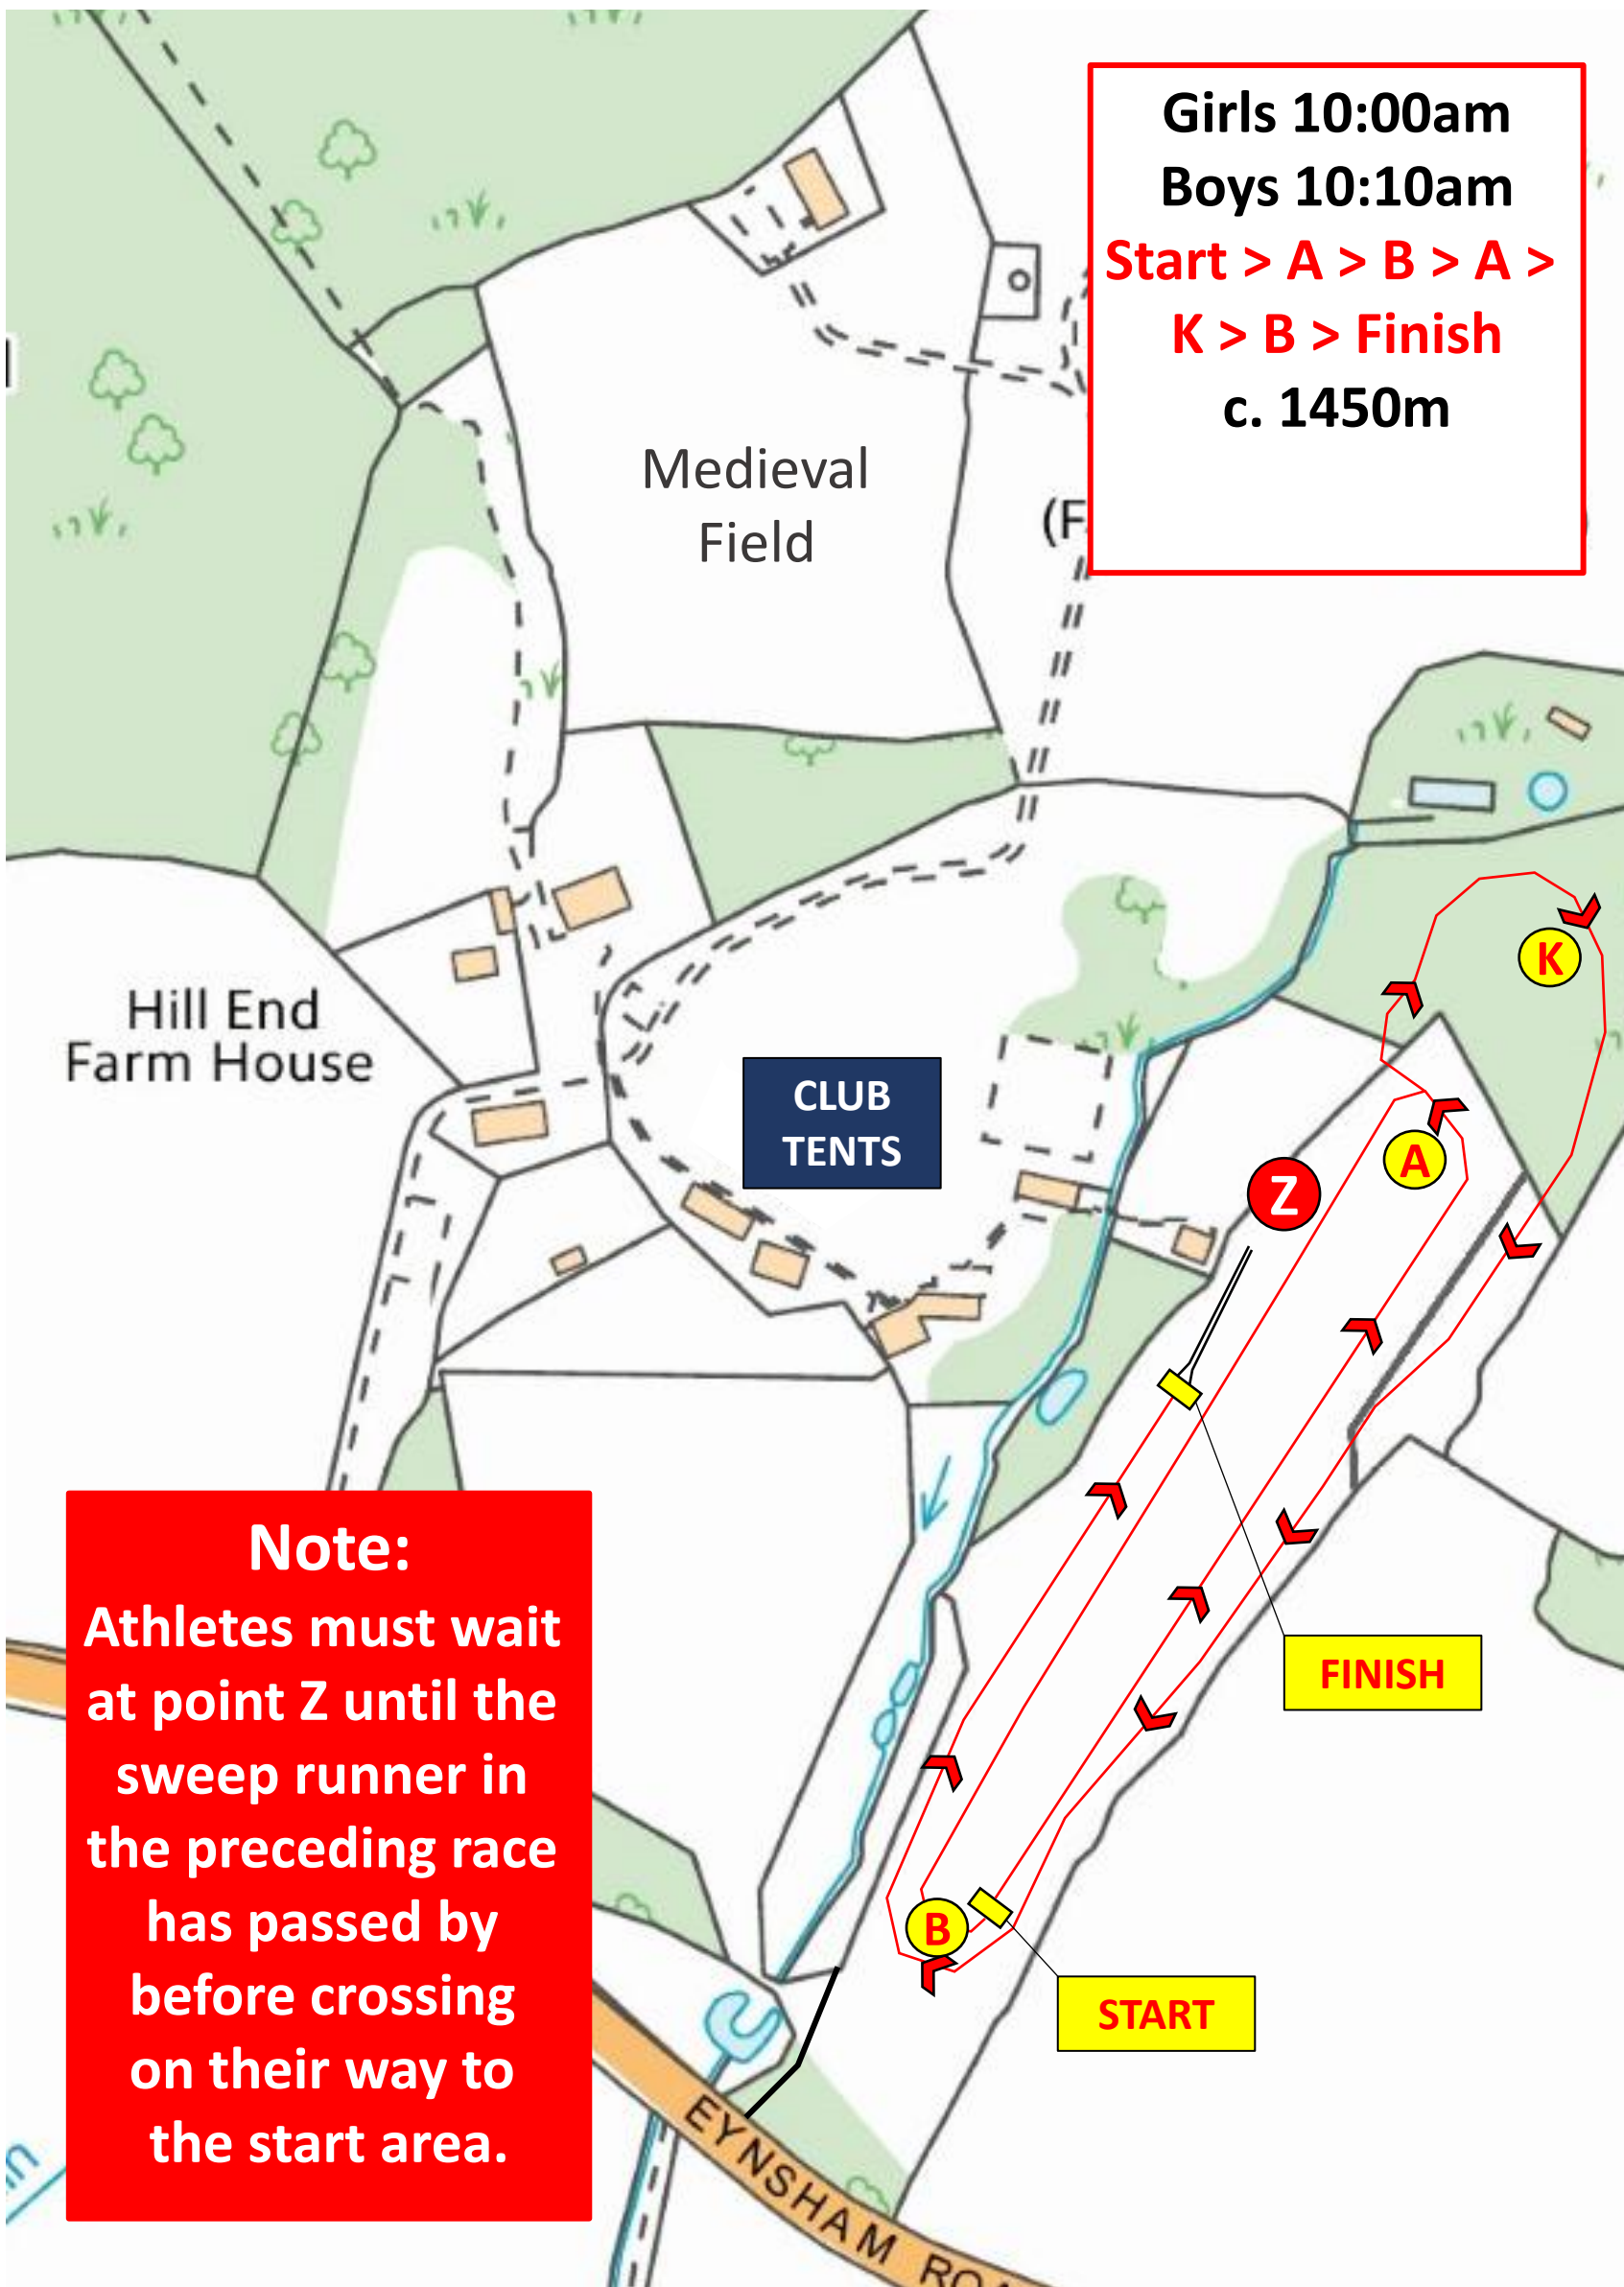 Girls 10:00am
Boys 10:10am
Start > A > B > A >
K > B > Finish
c. 1450m
Medieval
Field
(F
K
Hill End
Farm House
CLUB
TENTS
A
Z
Note:
Athletes must wait
at point Z until the
sweep runner in
the preceding race
has passed by
before crossing
on their way to
the start area.
FINISH
B
START
EYNSHAM ROA